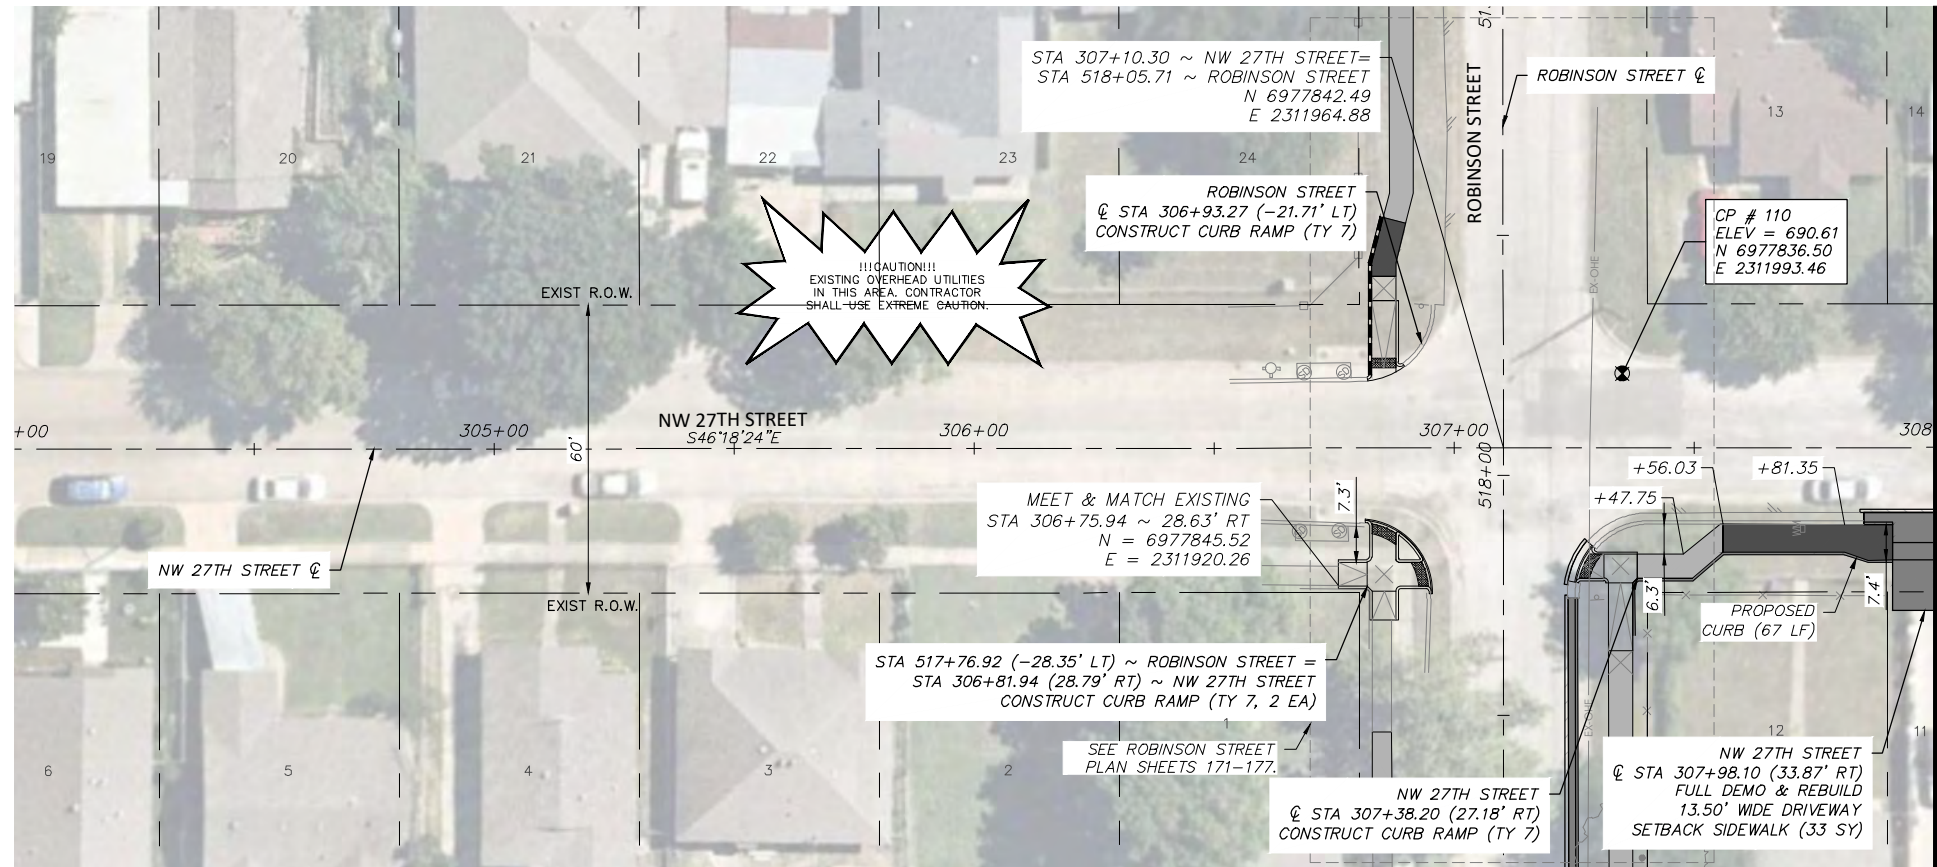 STA 307+10.30 ~ NW 27TH STREET=
STA 518+05.71 ~ ROBINSON STREET
N 6977842.49
E 2311964.88
ROBINSON STREET
ROBINSON STREET ℄
13
14
19
20
21
22
23
24
ROBINSON STREET
℄ STA 306+93.27 (-21.71' LT)
CONSTRUCT CURB RAMP (TY 7)
CP # 110
ELEV = 690.61
N 6977836.50
E 2311993.46
!!!CAUTION!!!
EXISTING OVERHEAD UTILITIES
IN THIS AREA. CONTRACTOR
SHALL USE EXTREME CAUTION.
EXIST R.O.W.
EX-OHE
P
+00
305+00
60'
NW 27TH STREET
S46°18'24"E
306+00
307+00
308
518+00
+56.03
+81.35
+47.75
MEET & MATCH EXISTING
STA 306+75.94 ~ 28.63' RT
N = 6977845.52
E = 2311920.26
7.3'
NW 27TH STREET ℄
EXIST R.O.W.
6.3'
7.4'
P
PROPOSED
CURB (67 LF)
STA 517+76.92 (-28.35' LT) ~ ROBINSON STREET =
STA 306+81.94 (28.79' RT) ~ NW 27TH STREET
CONSTRUCT CURB RAMP (TY 7, 2 EA)
1
SEE ROBINSON STREET
PLAN SHEETS 171-177.
EX-OHE
12
11
6
5
4
3
2
NW 27TH STREET
℄ STA 307+38.20 (27.18' RT)
CONSTRUCT CURB RAMP (TY 7)
NW 27TH STREET
℄ STA 307+98.10 (33.87' RT)
FULL DEMO & REBUILD
13.50' WIDE DRIVEWAY
SETBACK SIDEWALK (33 SY)